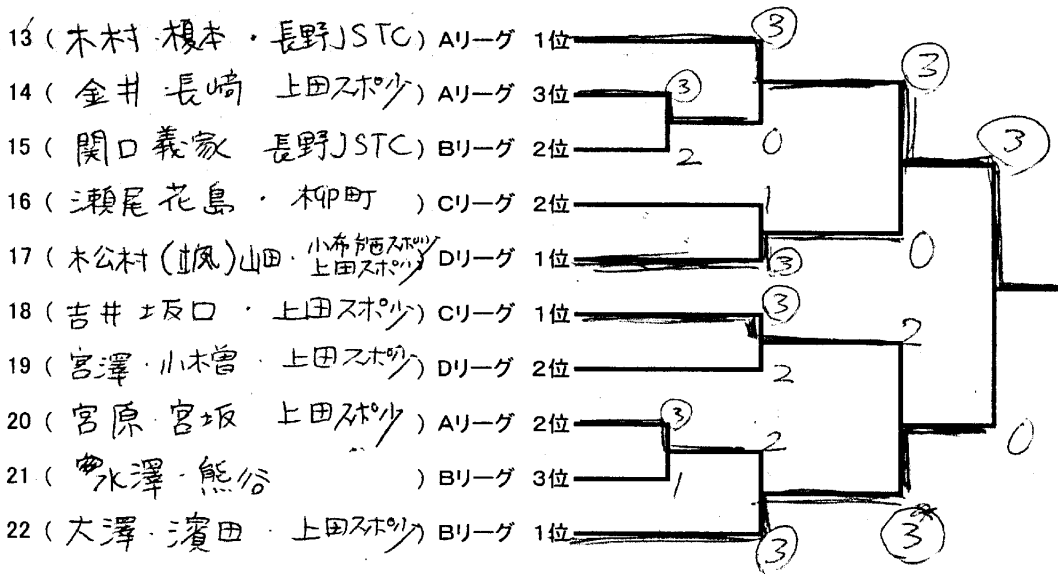 13 ( 木村・榎本・長野JSTC ) Aリーグ 1位 ③
③
14 ( 金井 長崎 上田スポ少 ) Aリーグ 3位 ③
15 ( 関口 義家 長野JSTC ) Bリーグ 2位 2 0 ③
16 ( 瀬尾 花島・柳町 ) Cリーグ 2位 1
17 ( 松村(颯)山田・小布施西スポ少 上田スポ少 ) Dリーグ 1位 ③ 0
18 ( 吉井 坂口・上田スポ少 ) Cリーグ 1位 ③ 2
19 ( 宮澤・小木曽・上田スポ少 ) Dリーグ 2位 2
20 ( 宮原 宮坂 上田スポ少 ) Aリーグ 2位 ③ 2 0
21 ( 水澤・熊谷 ) Bリーグ 3位 1
22 ( 大澤・濱田・上田スポ少 ) Bリーグ 1位 ③ ③